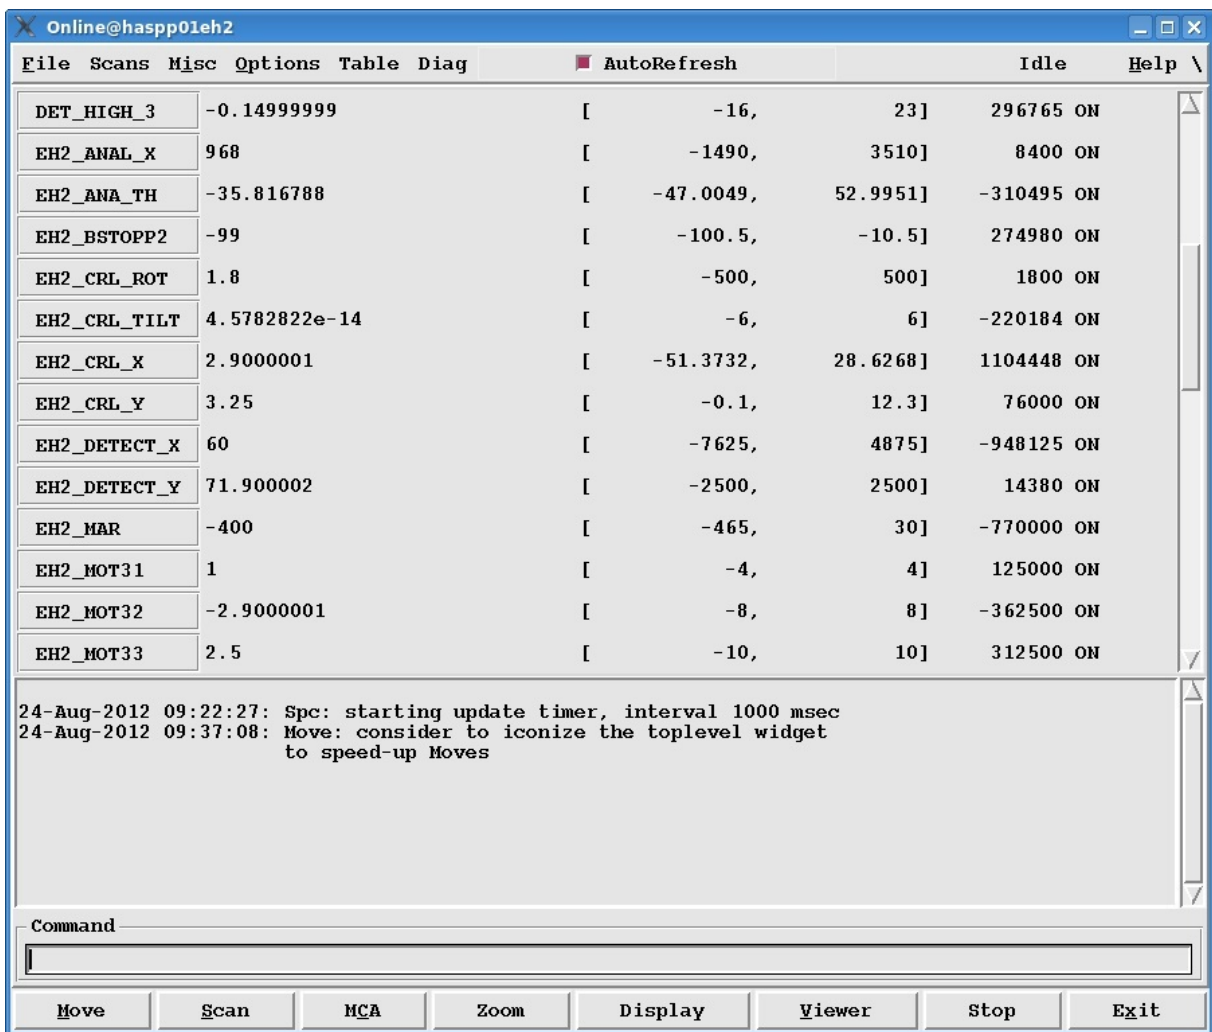 Online@haspp01eh2
File Scans Misc Options Table Diag AutoRefresh Idle Help \
DET_HIGH_3 -0.14999999 [ -16, 23] 296765 ON
EH2_ANAL_X 968 [ -1490, 3510] 8400 ON
EH2_ANA_TH -35.816788 [ -47.0049, 52.9951] -310495 ON
EH2_BSTOPP2 -99 [ -100.5, -10.5] 274980 ON
EH2_CRL_ROT 1.8 [ -500, 500] 1800 ON
EH2_CRL_TILT 4.5782822e-14 [ -6, 6] -220184 ON
EH2_CRL_X 2.9000001 [ -51.3732, 28.6268] 1104448 ON
EH2_CRL_Y 3.25 [ -0.1, 12.3] 76000 ON
EH2_DETECT_X 60 [ -7625, 4875] -948125 ON
EH2_DETECT_Y 71.900002 [ -2500, 2500] 14380 ON
EH2_MAR -400 [ -465, 30] -770000 ON
EH2_MOT31 1 [ -4, 4] 125000 ON
EH2_MOT32 -2.9000001 [ -8, 8] -362500 ON
EH2_MOT33 2.5 [ -10, 10] 312500 ON
24-Aug-2012 09:22:27: Spc: starting update timer, interval 1000 msec
24-Aug-2012 09:37:08: Move: consider to iconize the toplevel widget
to speed-up Moves
Command
Move Scan MCA Zoom Display Viewer Stop Exit